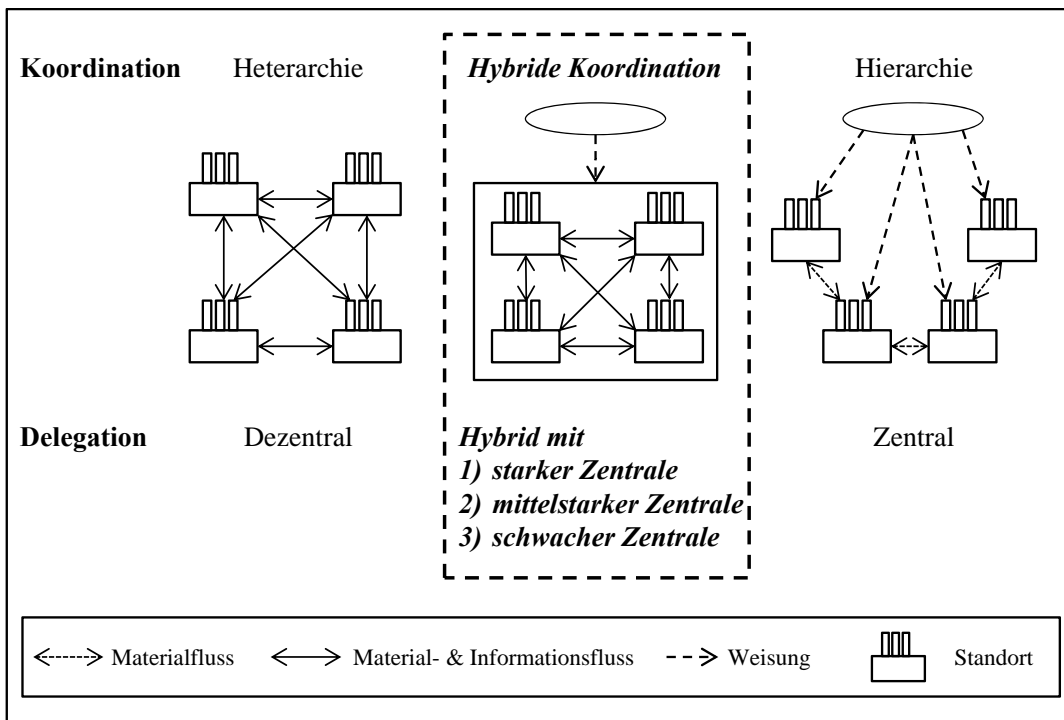 Koordination Heterarchie Hybride Koordination Hierarchie
Delegation Dezentral Hybrid mit Zentral
1) starker Zentrale
2) mittelstarker Zentrale
3) schwacher Zentrale
Materialfluss Material- & Informationsfluss Weisung Standort